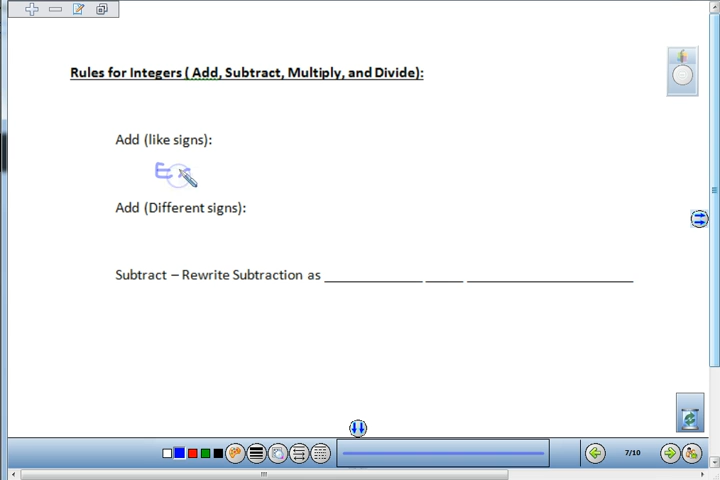 Rules for Integers ( Add, Subtract, Multiply, and Divide):
Add (like signs):
Ex
Add (Different signs):
Subtract – Rewrite Subtraction as ____________ _____ ____________________
7/10